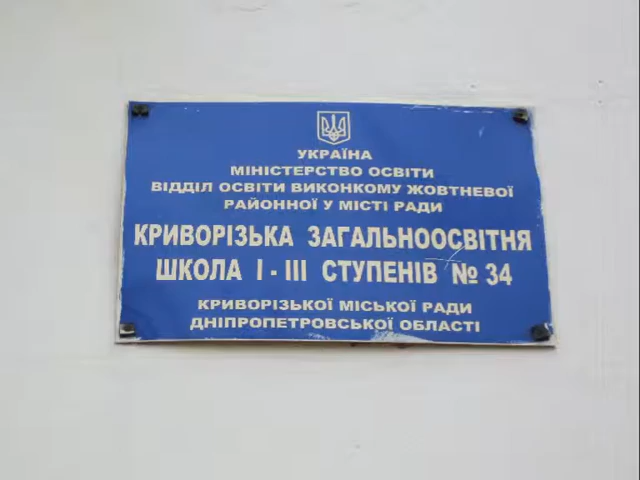 УКРАЇНА
МІНІСТЕРСТВО ОСВІТИ
ВІДДІЛ ОСВІТИ ВИКОНКОМУ ЖОВТНЕВОЇ
РАЙОННОЇ У МІСТІ РАДИ
КРИВОРІЗЬКА ЗАГАЛЬНООСВІТНЯ
ШКОЛА І - ІІІ СТУПЕНІВ № 34
КРИВОРІЗЬКОЇ МІСЬКОЇ РАДИ
ДНІПРОПЕТРОВСЬКОЇ ОБЛАСТІ